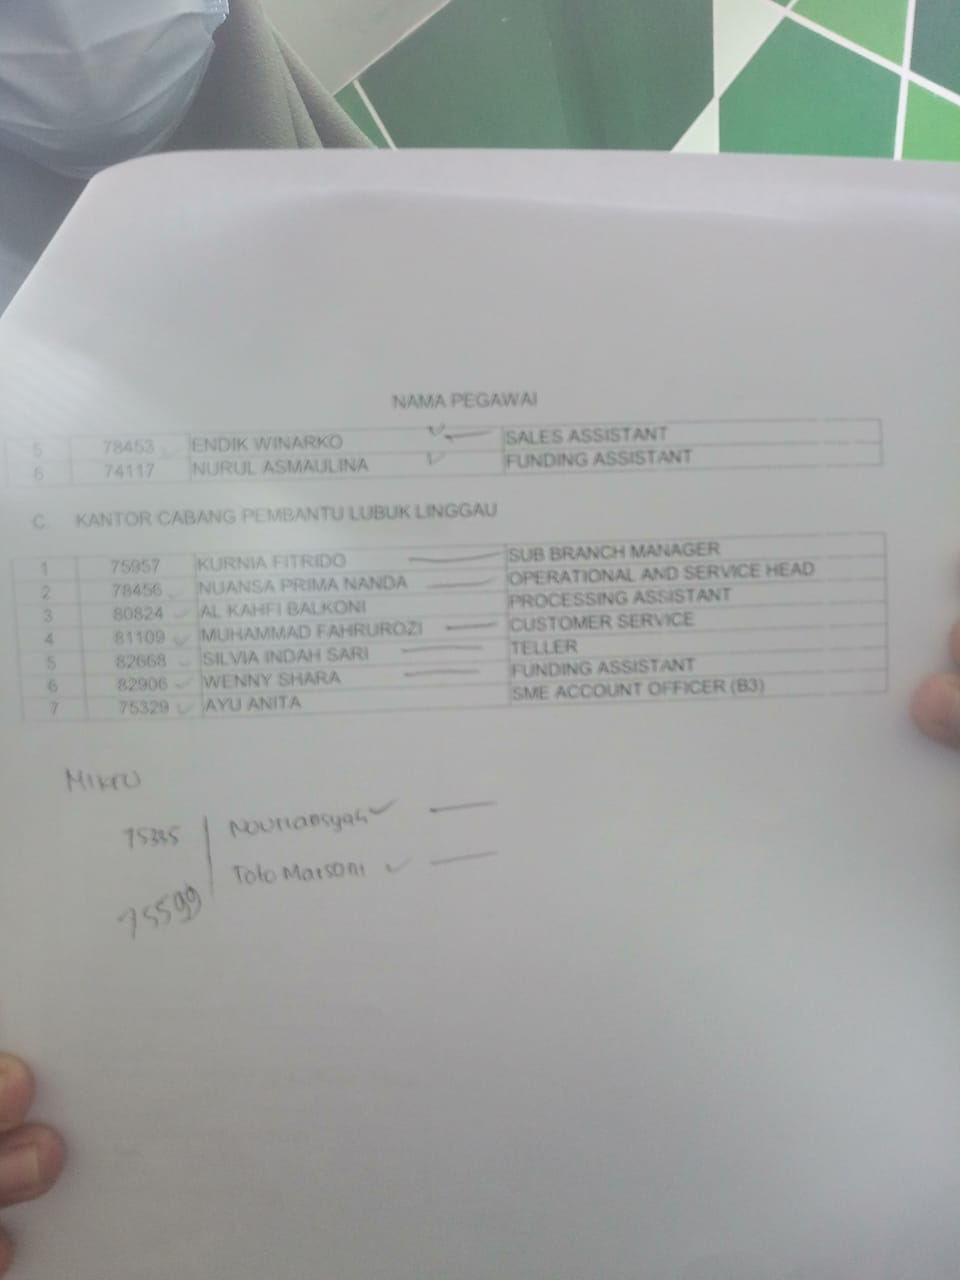 NAMA PEGAWAI
5 78453 ENDIK WINARKO SALES ASSISTANT
6 74117 NURUL ASMAULINA FUNDING ASSISTANT
C. KANTOR CABANG PEMBANTU LUBUK LINGGAU
1 75957 KURNIA FITRIDO SUB BRANCH MANAGER
2 78456 NUANSA PRIMA NANDA OPERATIONAL AND SERVICE HEAD
3 80824 AL KAHFI BALKONI PROCESSING ASSISTANT
4 81109 MUHAMMAD FAHRUROZI CUSTOMER SERVICE
5 82668 SILVIA INDAH SARI TELLER
6 82906 WENNY SHARA FUNDING ASSISTANT
7 75329 AYU ANITA SME ACCOUNT OFFICER (B3)
Mikro
75335 Novriansyah
75599 Toto Marsoni